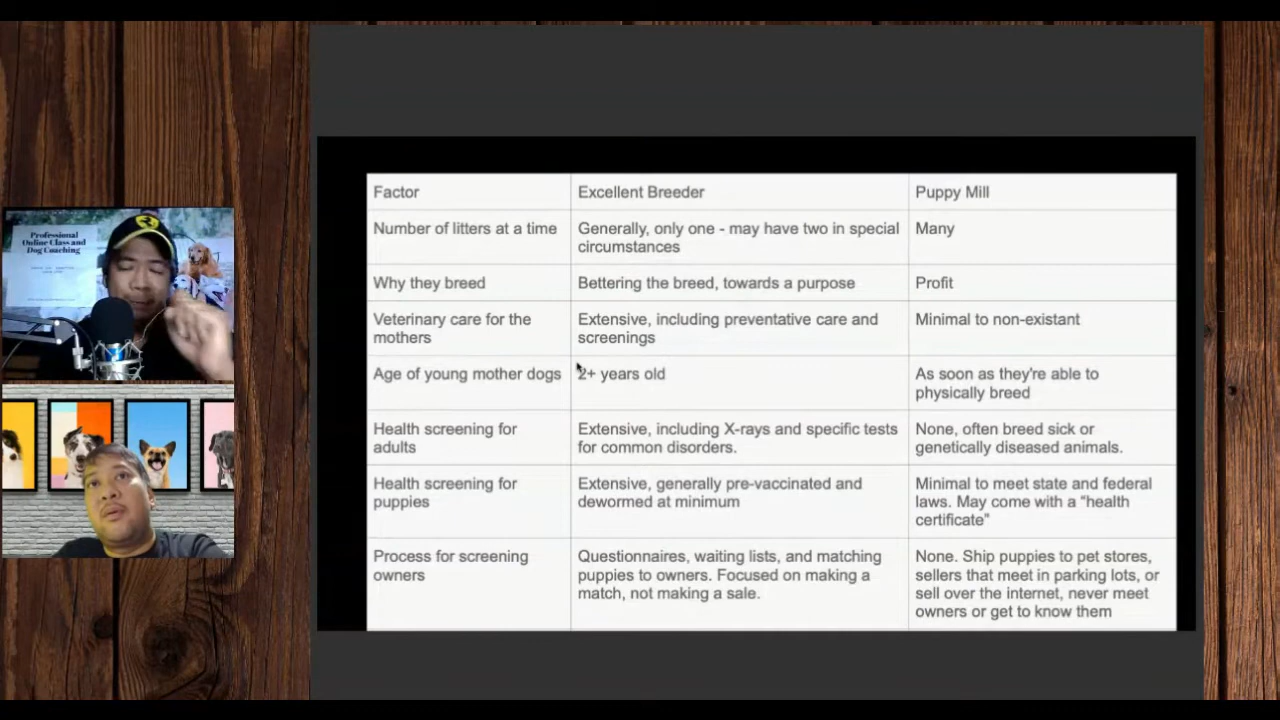 Professional
Online Class and
Dog Coaching
Factor
Excellent Breeder
Puppy Mill
Number of litters at a time
Generally, only one - may have two in special
circumstances
Many
Why they breed
Bettering the breed, towards a purpose
Profit
Veterinary care for the
mothers
Extensive, including preventative care and
screenings
Minimal to non-existant
Age of young mother dogs
2+ years old
As soon as they're able to
physically breed
Health screening for
adults
Extensive, including X-rays and specific tests
for common disorders.
None, often breed sick or
genetically diseased animals.
Health screening for
puppies
Extensive, generally pre-vaccinated and
dewormed at minimum
Minimal to meet state and federal
laws. May come with a “health
certificate”
Process for screening
owners
Questionnaires, waiting lists, and matching
puppies to owners. Focused on making a
match, not making a sale.
None. Ship puppies to pet stores,
sellers that meet in parking lots, or
sell over the internet, never meet
owners or get to know them